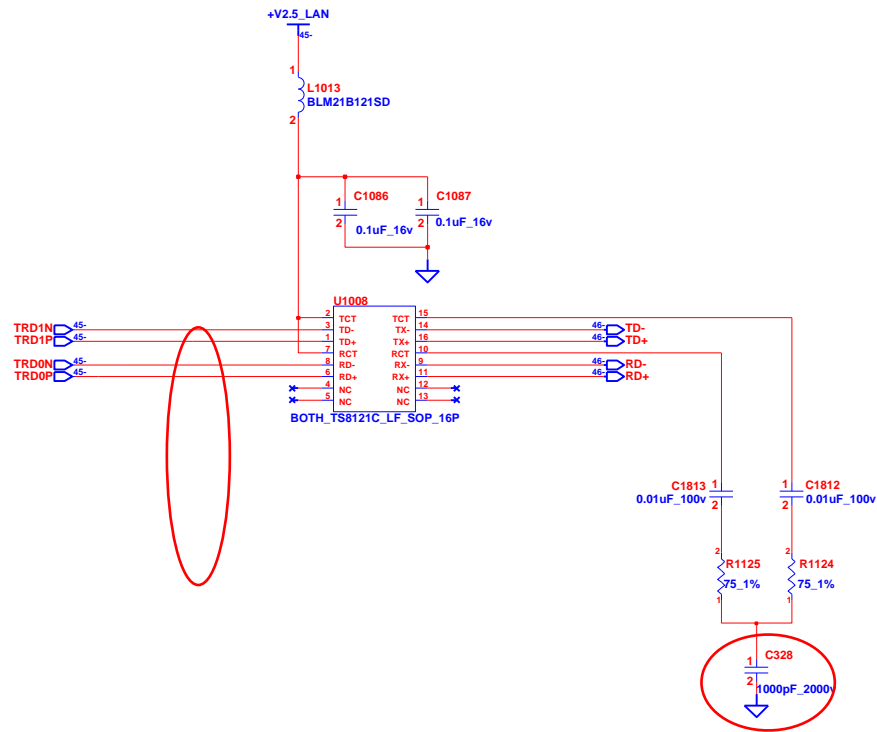 +V2.5_LAN
45-
1
L1013
BLM21B121SD
2
C1086
C1087
1
1
2
2
0.1uF_16v
0.1uF_16v
U1008
2 TCT TCT 15
TRD1N 45- 3 TD- TX- 14 46- TD-
TRD1P 45- 1 TD+ TX+ 16 46- TD+
7 RCT RCT 10
TRD0N 45- 8 RD- RX- 9 46- RD-
TRD0P 45- 6 RD+ RX+ 11 46- RD+
4 NC NC 12
5 NC NC 13
BOTH_TS8121C_LF_SOP_16P
C1813 1 1 C1812
0.01uF_100v 2 2 0.01uF_100v
2 2
R1125 R1124
75_1% 75_1%
1 1
C328
1
2
1000pF_2000v